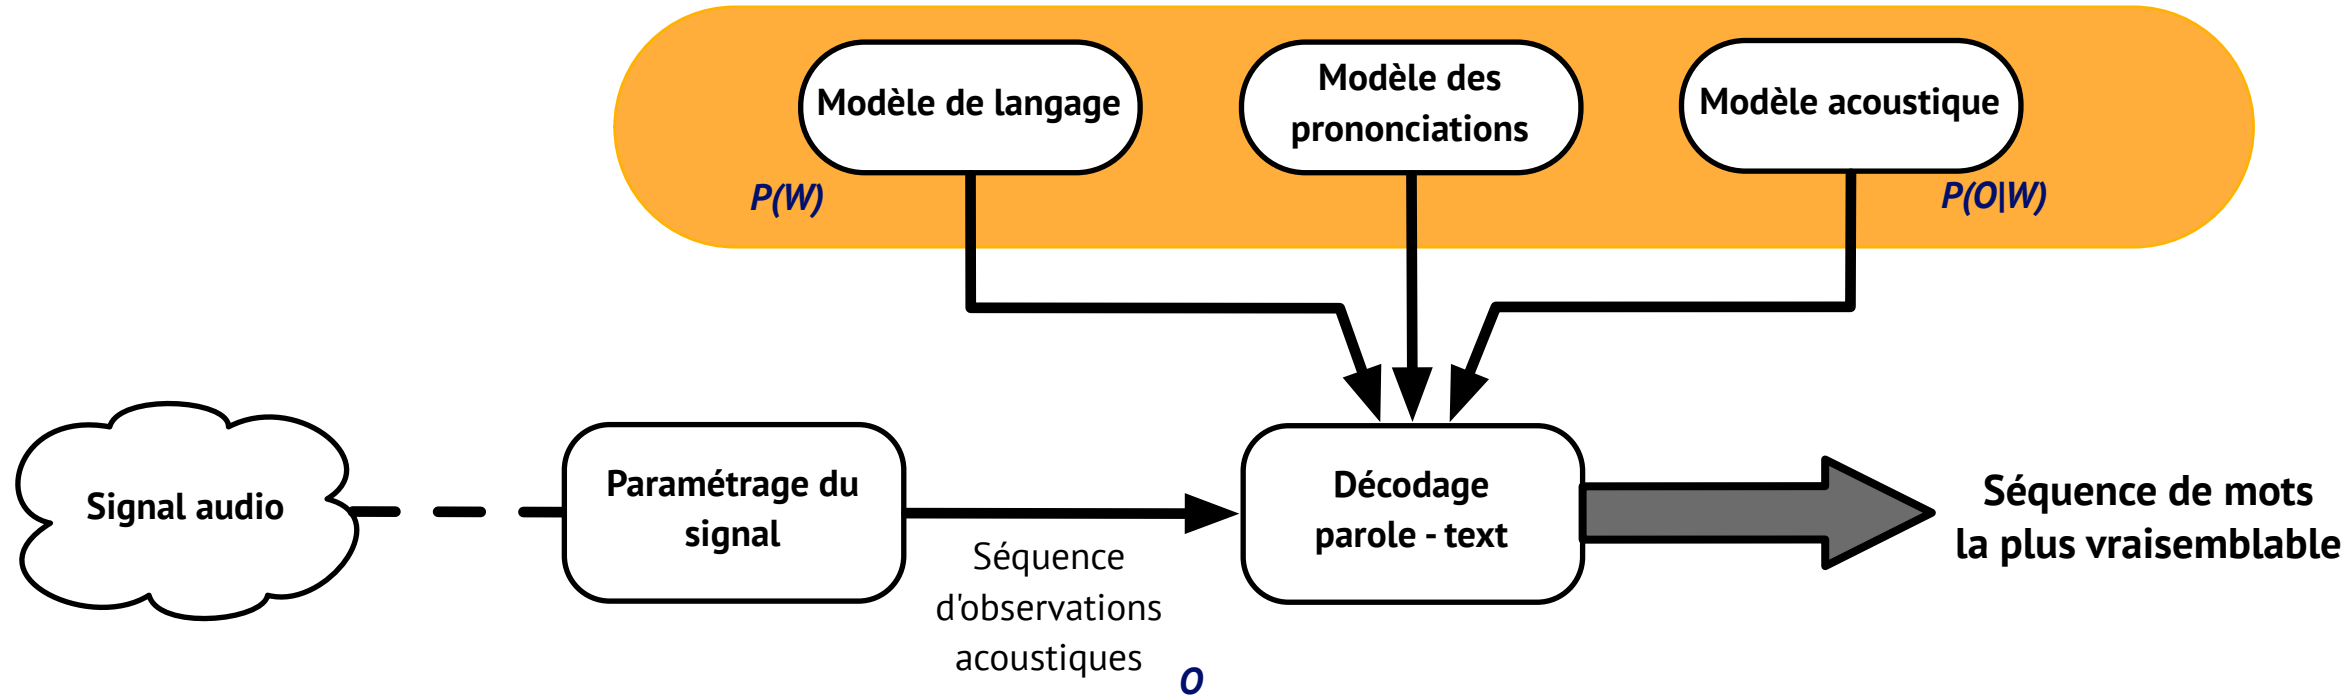 Modèle de langage
Modèle des
prononciations
Modèle acoustique
P(W)
P(O|W)
Signal audio
Paramétrage du
signal
Séquence
d'observations
acoustiques
O
Décodage
parole - text
Séquence de mots
la plus vraisemblable